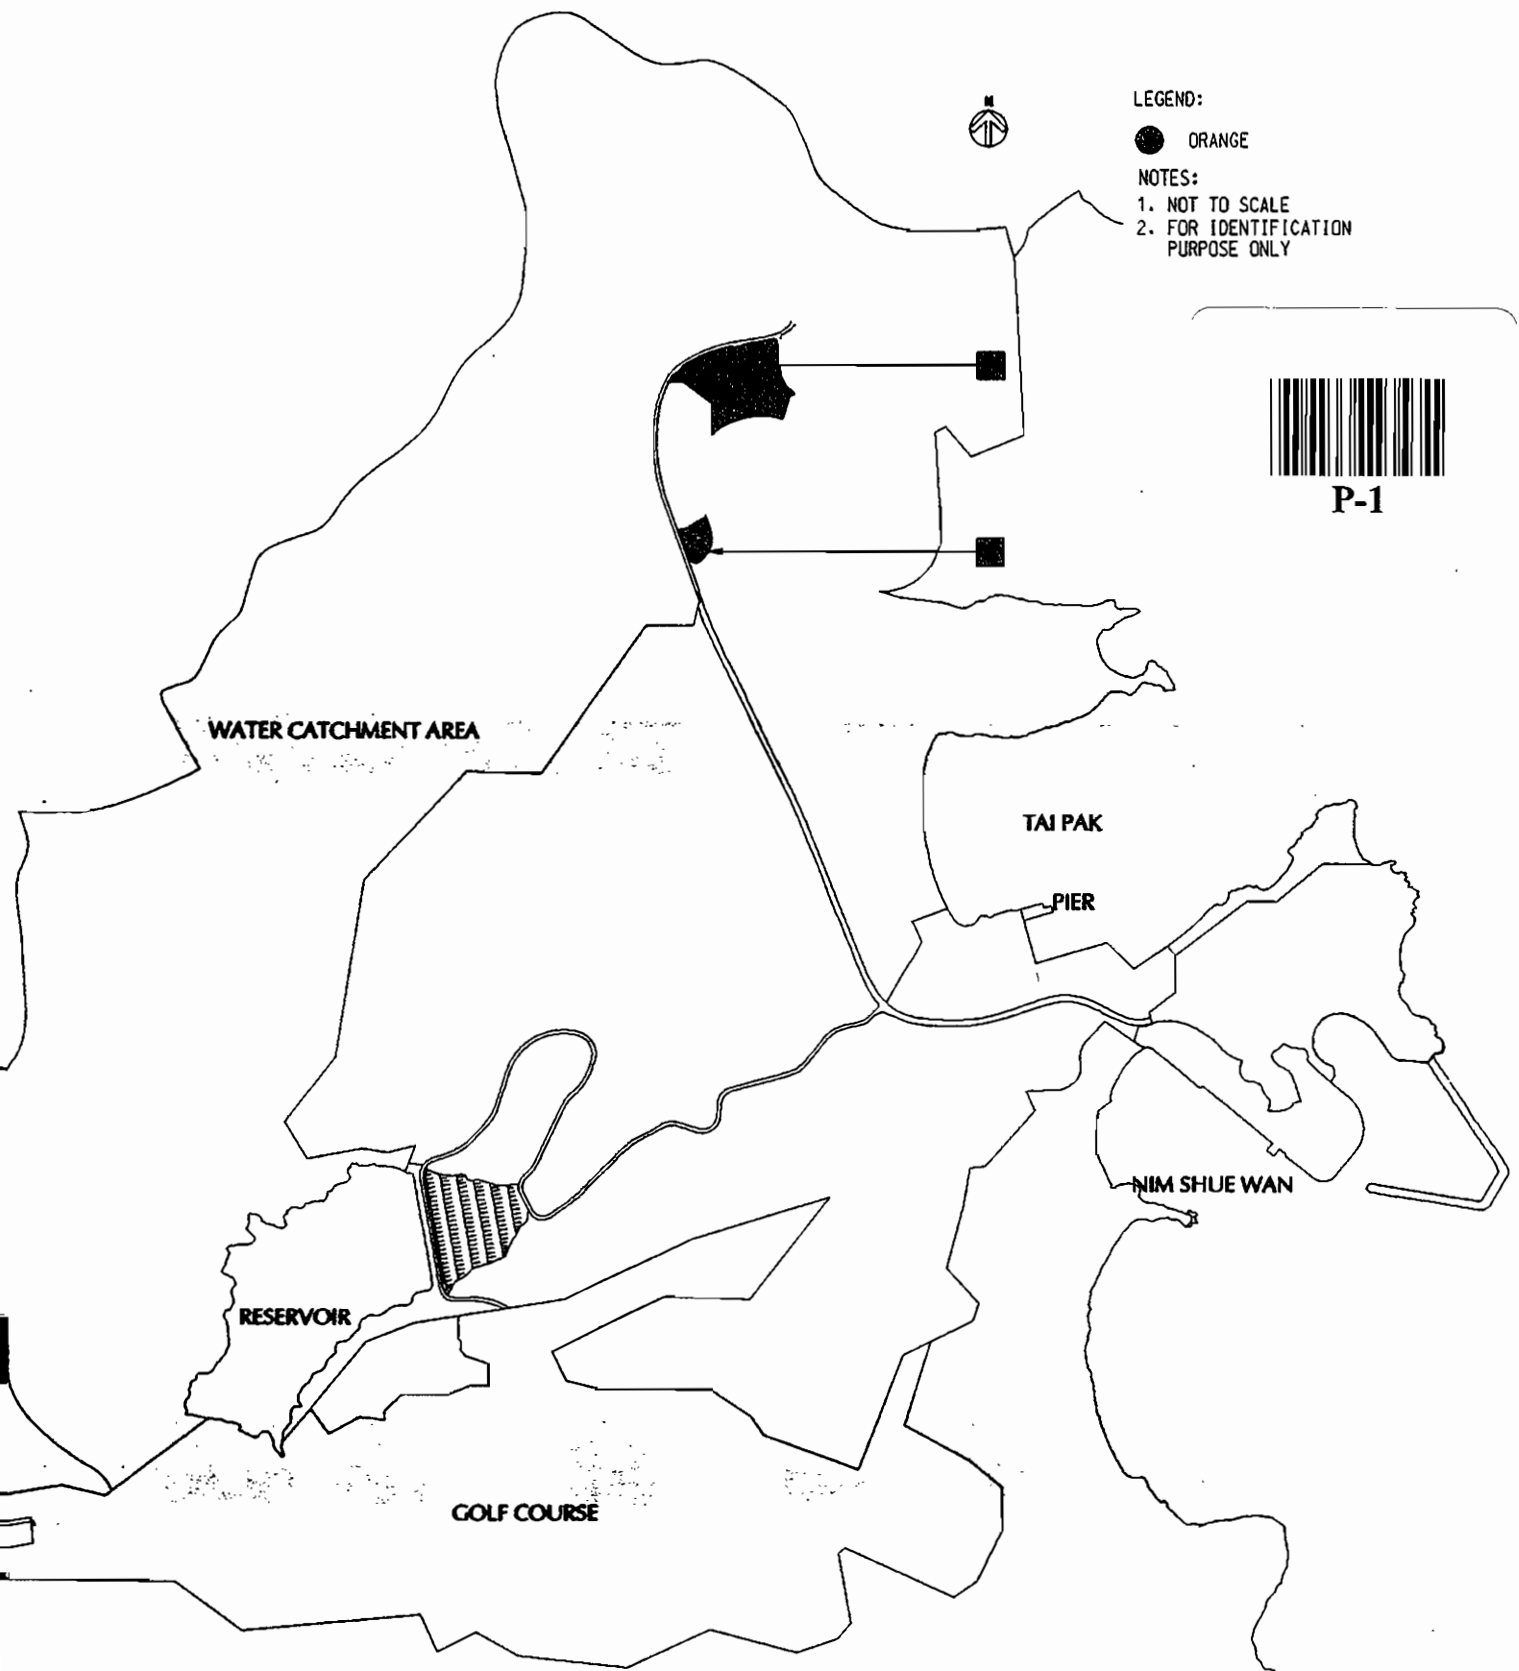 N
LEGEND:
ORANGE
NOTES:
1. NOT TO SCALE
2. FOR IDENTIFICATION
PURPOSE ONLY
P-1
WATER CATCHMENT AREA
TAI PAK
PIER
NIM SHUE WAN
RESERVOIR
GOLF COURSE